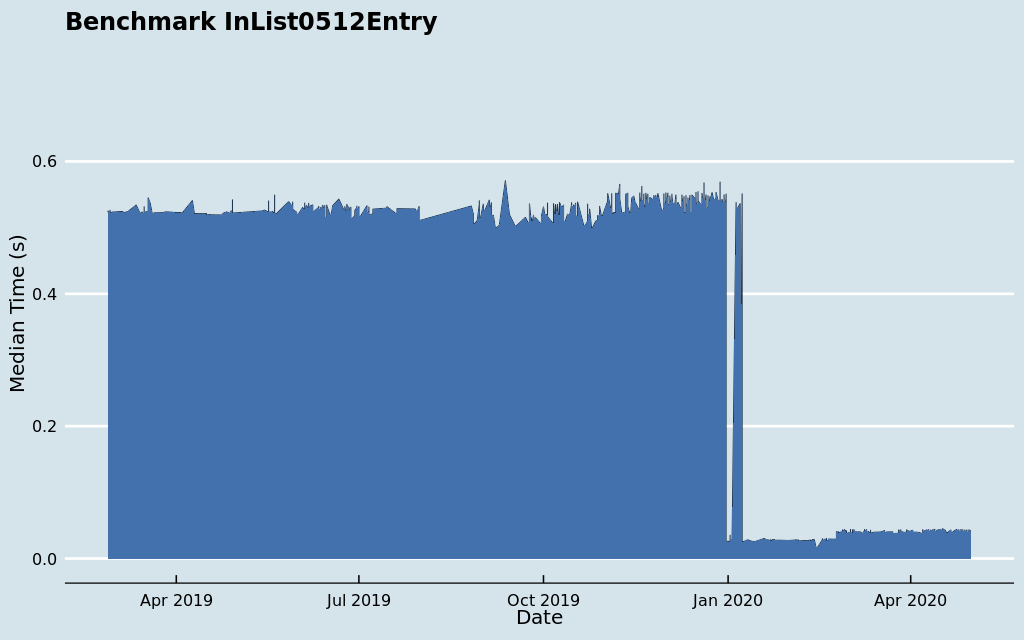 Benchmark InList0512Entry
Median Time (s)
0.6
0.4
0.2
0.0
Apr 2019
Jul 2019
Oct 2019
Jan 2020
Apr 2020
Date